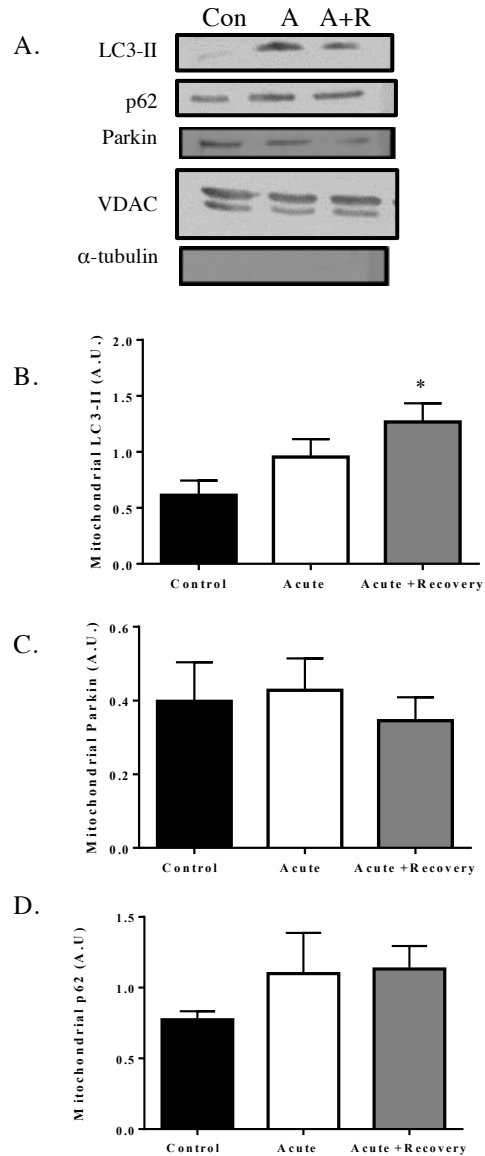 A.
Con A A+R
LC3-II
p62
Parkin
VDAC
α-tubulin
B.
Mitochondrial LC3-II (A.U.)
2.0
1.5
1.0
0.5
0.0
*
Control Acute Acute +Recovery
C.
Mitochondrial Parkin (A.U.)
0.6
0.4
0.2
0.0
Control Acute Acute +Recovery
D.
Mitochondrial p62 (A.U)
1.5
1.0
0.5
0.0
Control Acute Acute +Recovery